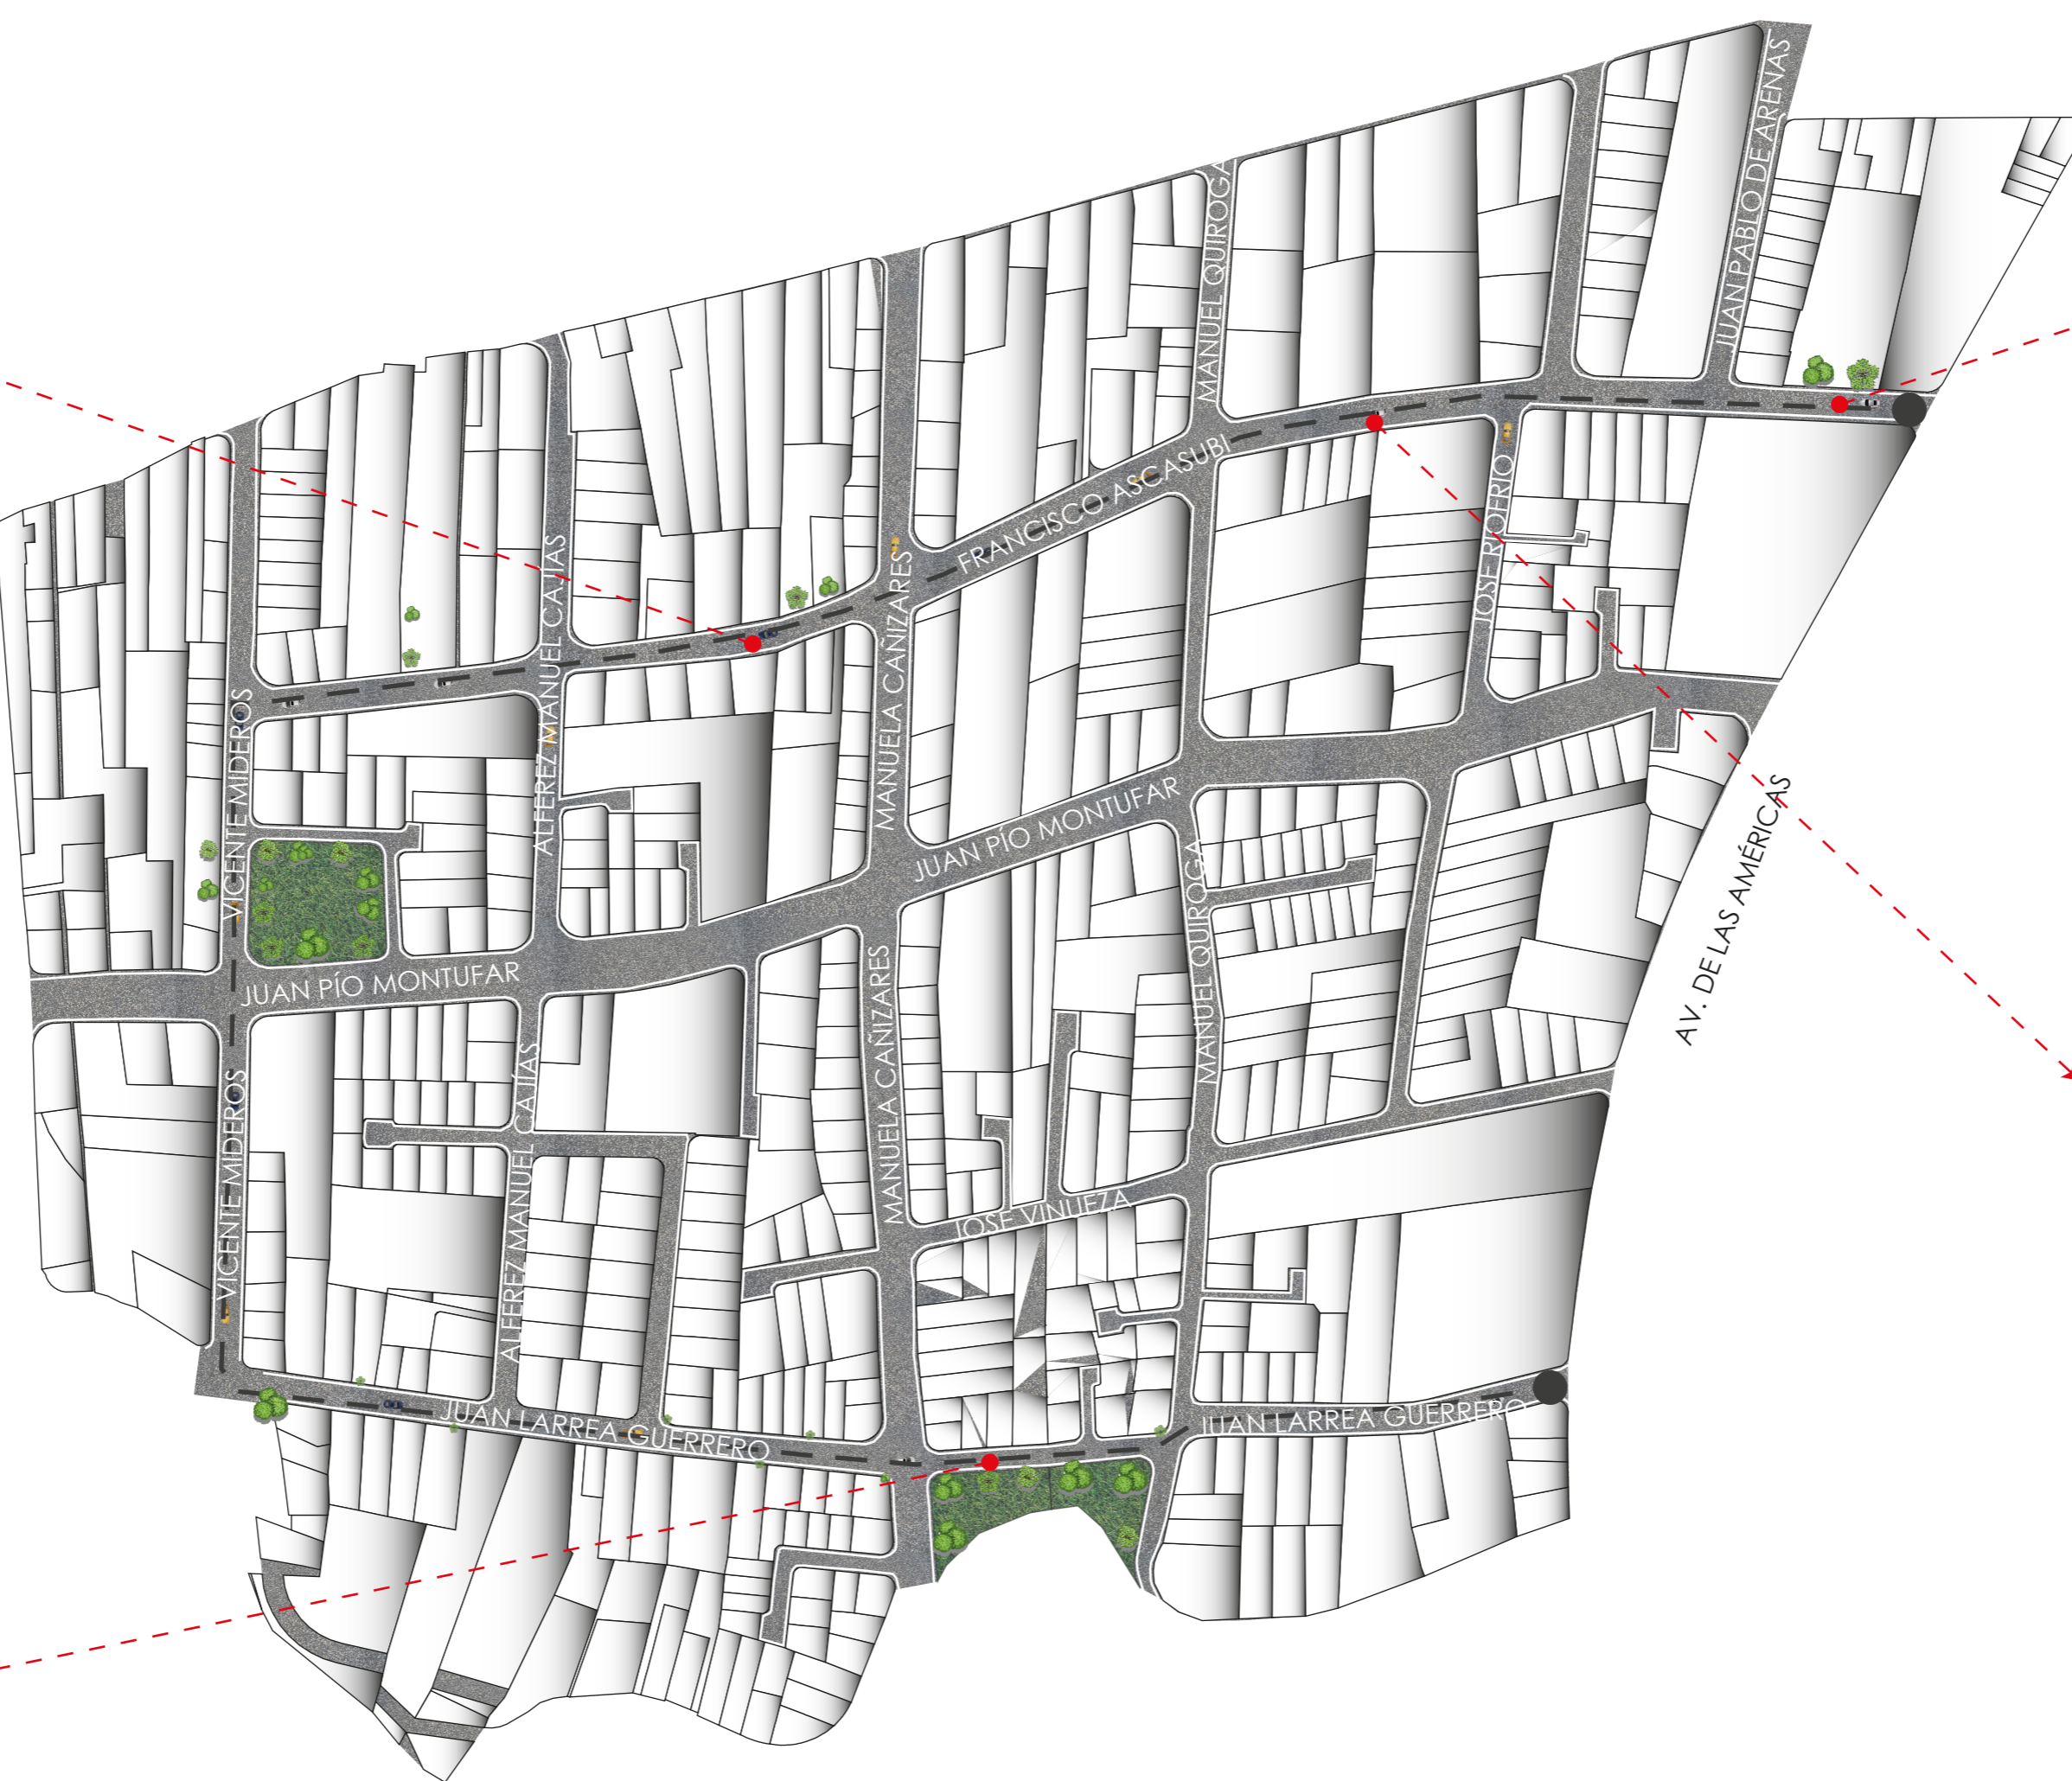 JUAN PABLO DE ARENAS
MANUEL QUIROGA
FRANCISCO ASCASUBI
JOSE RIOFRIO
ALFEREZ MANUEL CAJIAS
MANUELA CAÑIZARES
VICENTE MIDEROS
JUAN PÍO MONTUFAR
AV. DE LAS AMÉRICAS
MANUEL QUIROGA
JUAN PÍO MONTUFAR
MANUELA CAÑIZARES
ALFEREZ MANUEL CAJÍAS
VICENTE MIDEROS
JOSE VINUEZA
JUAN LARREA GUERRERO
JUAN LARREA GUERRERO